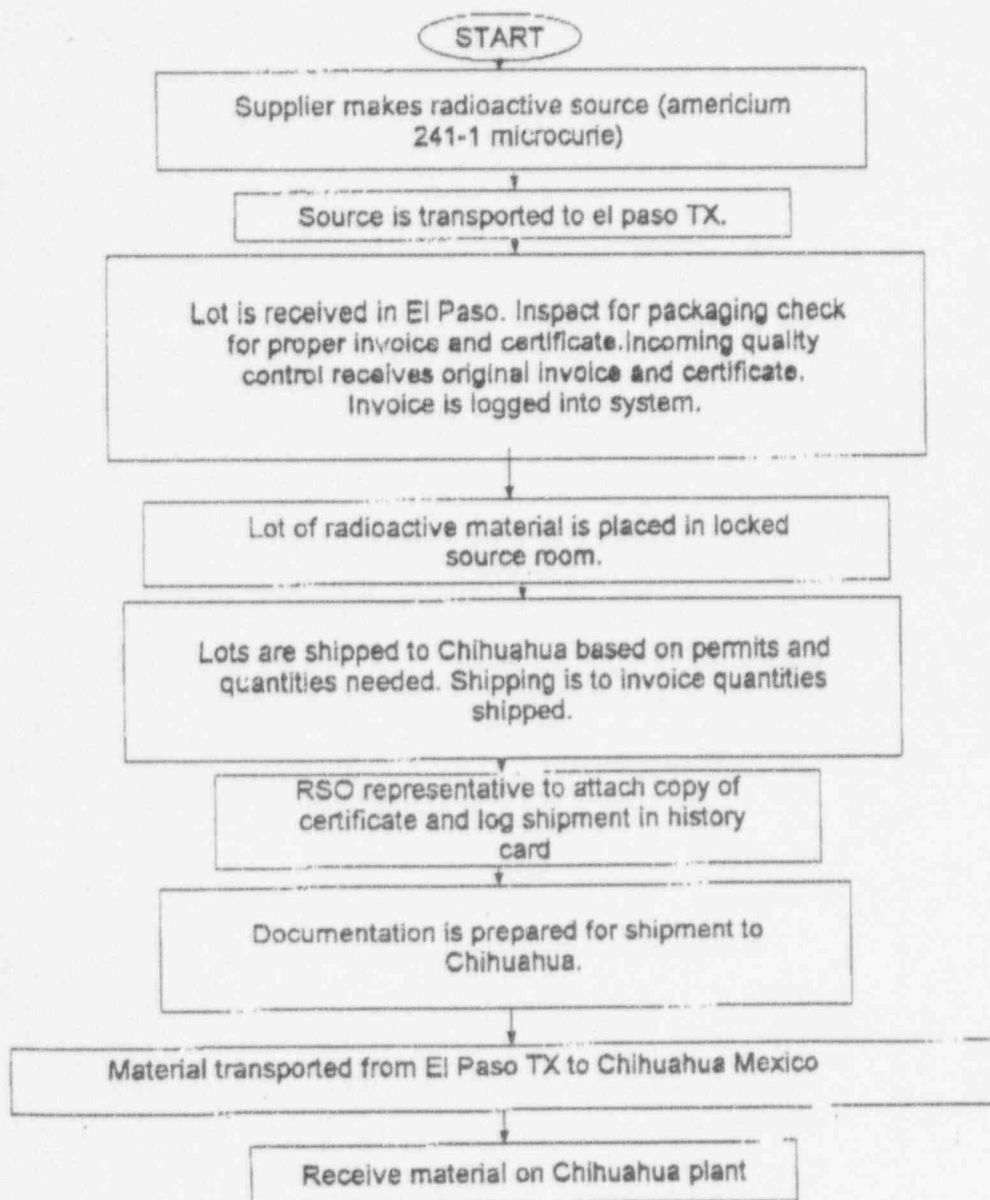 START
Supplier makes radioactive source (americium
241-1 microcurie)
Source is transported to el paso TX.
Lot is received in El Paso. Inspect for packaging check
for proper invoice and certificate.Incoming quality
control receives original invoice and certificate.
Invoice is logged into system.
Lot of radioactive material is placed in locked
source room.
Lots are shipped to Chihuahua based on permits and
quantities needed. Shipping is to invoice quantities
shipped.
RSO representative to attach copy of
certificate and log shipment in history
card
Documentation is prepared for shipment to
Chihuahua.
Material transported from El Paso TX to Chihuahua Mexico
Receive material on Chihuahua plant